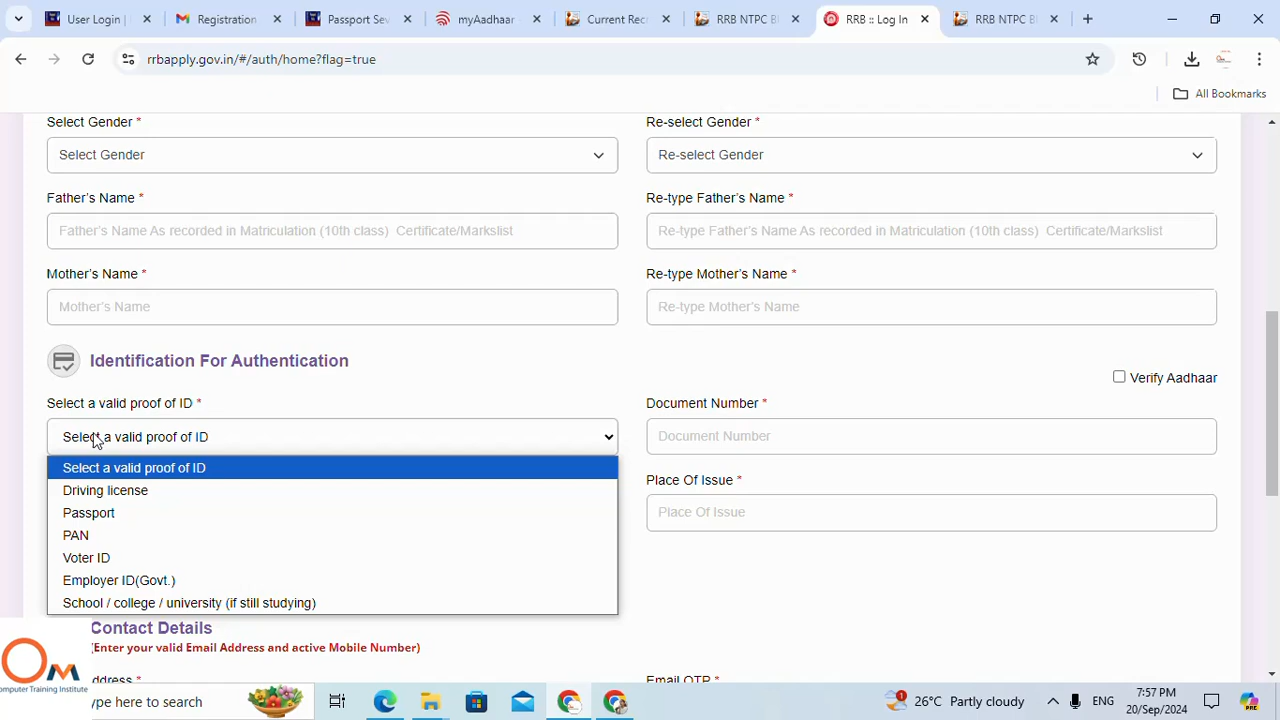 User Login |
Registration
Passport Sev
myAadhaar
Current Rec
RRB NTPC B
RRB :: Log In
RRB NTPC B
rrbapply.gov.in/#/auth/home?flag=true
All Bookmarks
Select Gender *
Re-select Gender *
Select Gender
Re-select Gender
Father's Name *
Re-type Father's Name *
Father's Name As recorded in Matriculation (10th class) Certificate/Markslist
Re-type Father's Name As recorded in Matriculation (10th class) Certificate/Markslist
Mother's Name *
Re-type Mother's Name *
Mother's Name
Re-type Mother's Name
Identification For Authentication
Verify Aadhaar
Select a valid proof of ID *
Document Number *
Select a valid proof of ID
Document Number
Select a valid proof of ID
Place Of Issue *
Driving license
Passport
Place Of Issue
PAN
Voter ID
Employer ID(Govt.)
School / college / university (if still studying)
Contact Details
(Enter your valid Email Address and active Mobile Number)
Address *
Email OTP *
Om
Computer Training Institute
ype here to search
26°C Partly cloudy
ENG
7:57 PM
20/Sep/2024